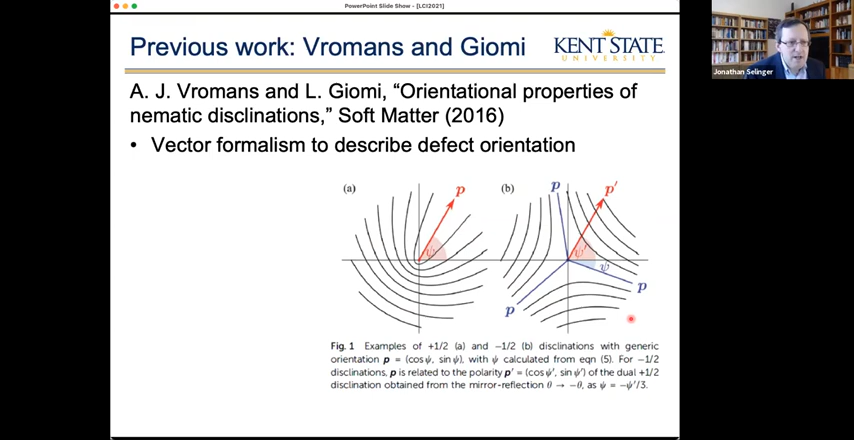 PowerPoint Slide Show - [LCI2021]
Previous work: Vromans and Giomi
KENT STATE
UNIVERSITY
Jonathan Selinger
A. J. Vromans and L. Giomi, “Orientational properties of
nematic disclinations,” Soft Matter (2016)
• Vector formalism to describe defect orientation
(a)
p
ψ
(b)
p
p′
ψ′
ψ
p
p
Fig. 1 Examples of +1/2 (a) and −1/2 (b) disclinations with generic
orientation p = (cos ψ, sin ψ), with ψ calculated from eqn (5). For −1/2
disclinations, p is related to the polarity p′ = (cos ψ′, sin ψ′) of the dual +1/2
disclination obtained from the mirror-reflection θ → −θ, as ψ = −ψ′/3.